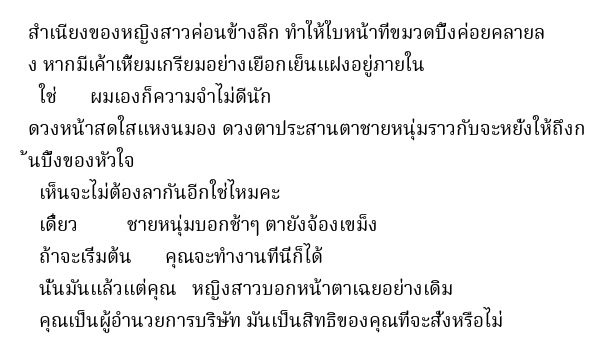 สำเนียงของหญิงสาวค่อนข้างลึก ทำให้ใบหน้าที่ขมวดบึ้งค่อยคลายล
ง หากมีเค้าเหี้ยมเกรียมอย่างเยือกเย็นแฝงอยู่ภายใน
ใช่ ผมเองก็ความจำไม่ดีนัก
ดวงหน้าสดใสแหงนมอง ดวงตาประสานตาชายหนุ่มราวกับจะหยั่งให้ถึงก
้นบึ้งของหัวใจ
เห็นจะไม่ต้องลากันอีกใช่ไหมคะ
เดี๋ยว ชายหนุ่มบอกช้าๆ ตายังจ้องเขม็ง
ถ้าจะเริ่มต้น คุณจะทำงานที่นี่ก็ได้
นั่นมันแล้วแต่คุณ หญิงสาวบอกหน้าตาเฉยอย่างเดิม
คุณเป็นผู้อำนวยการบริษัท มันเป็นสิทธิของคุณที่จะสั่งหรือไม่